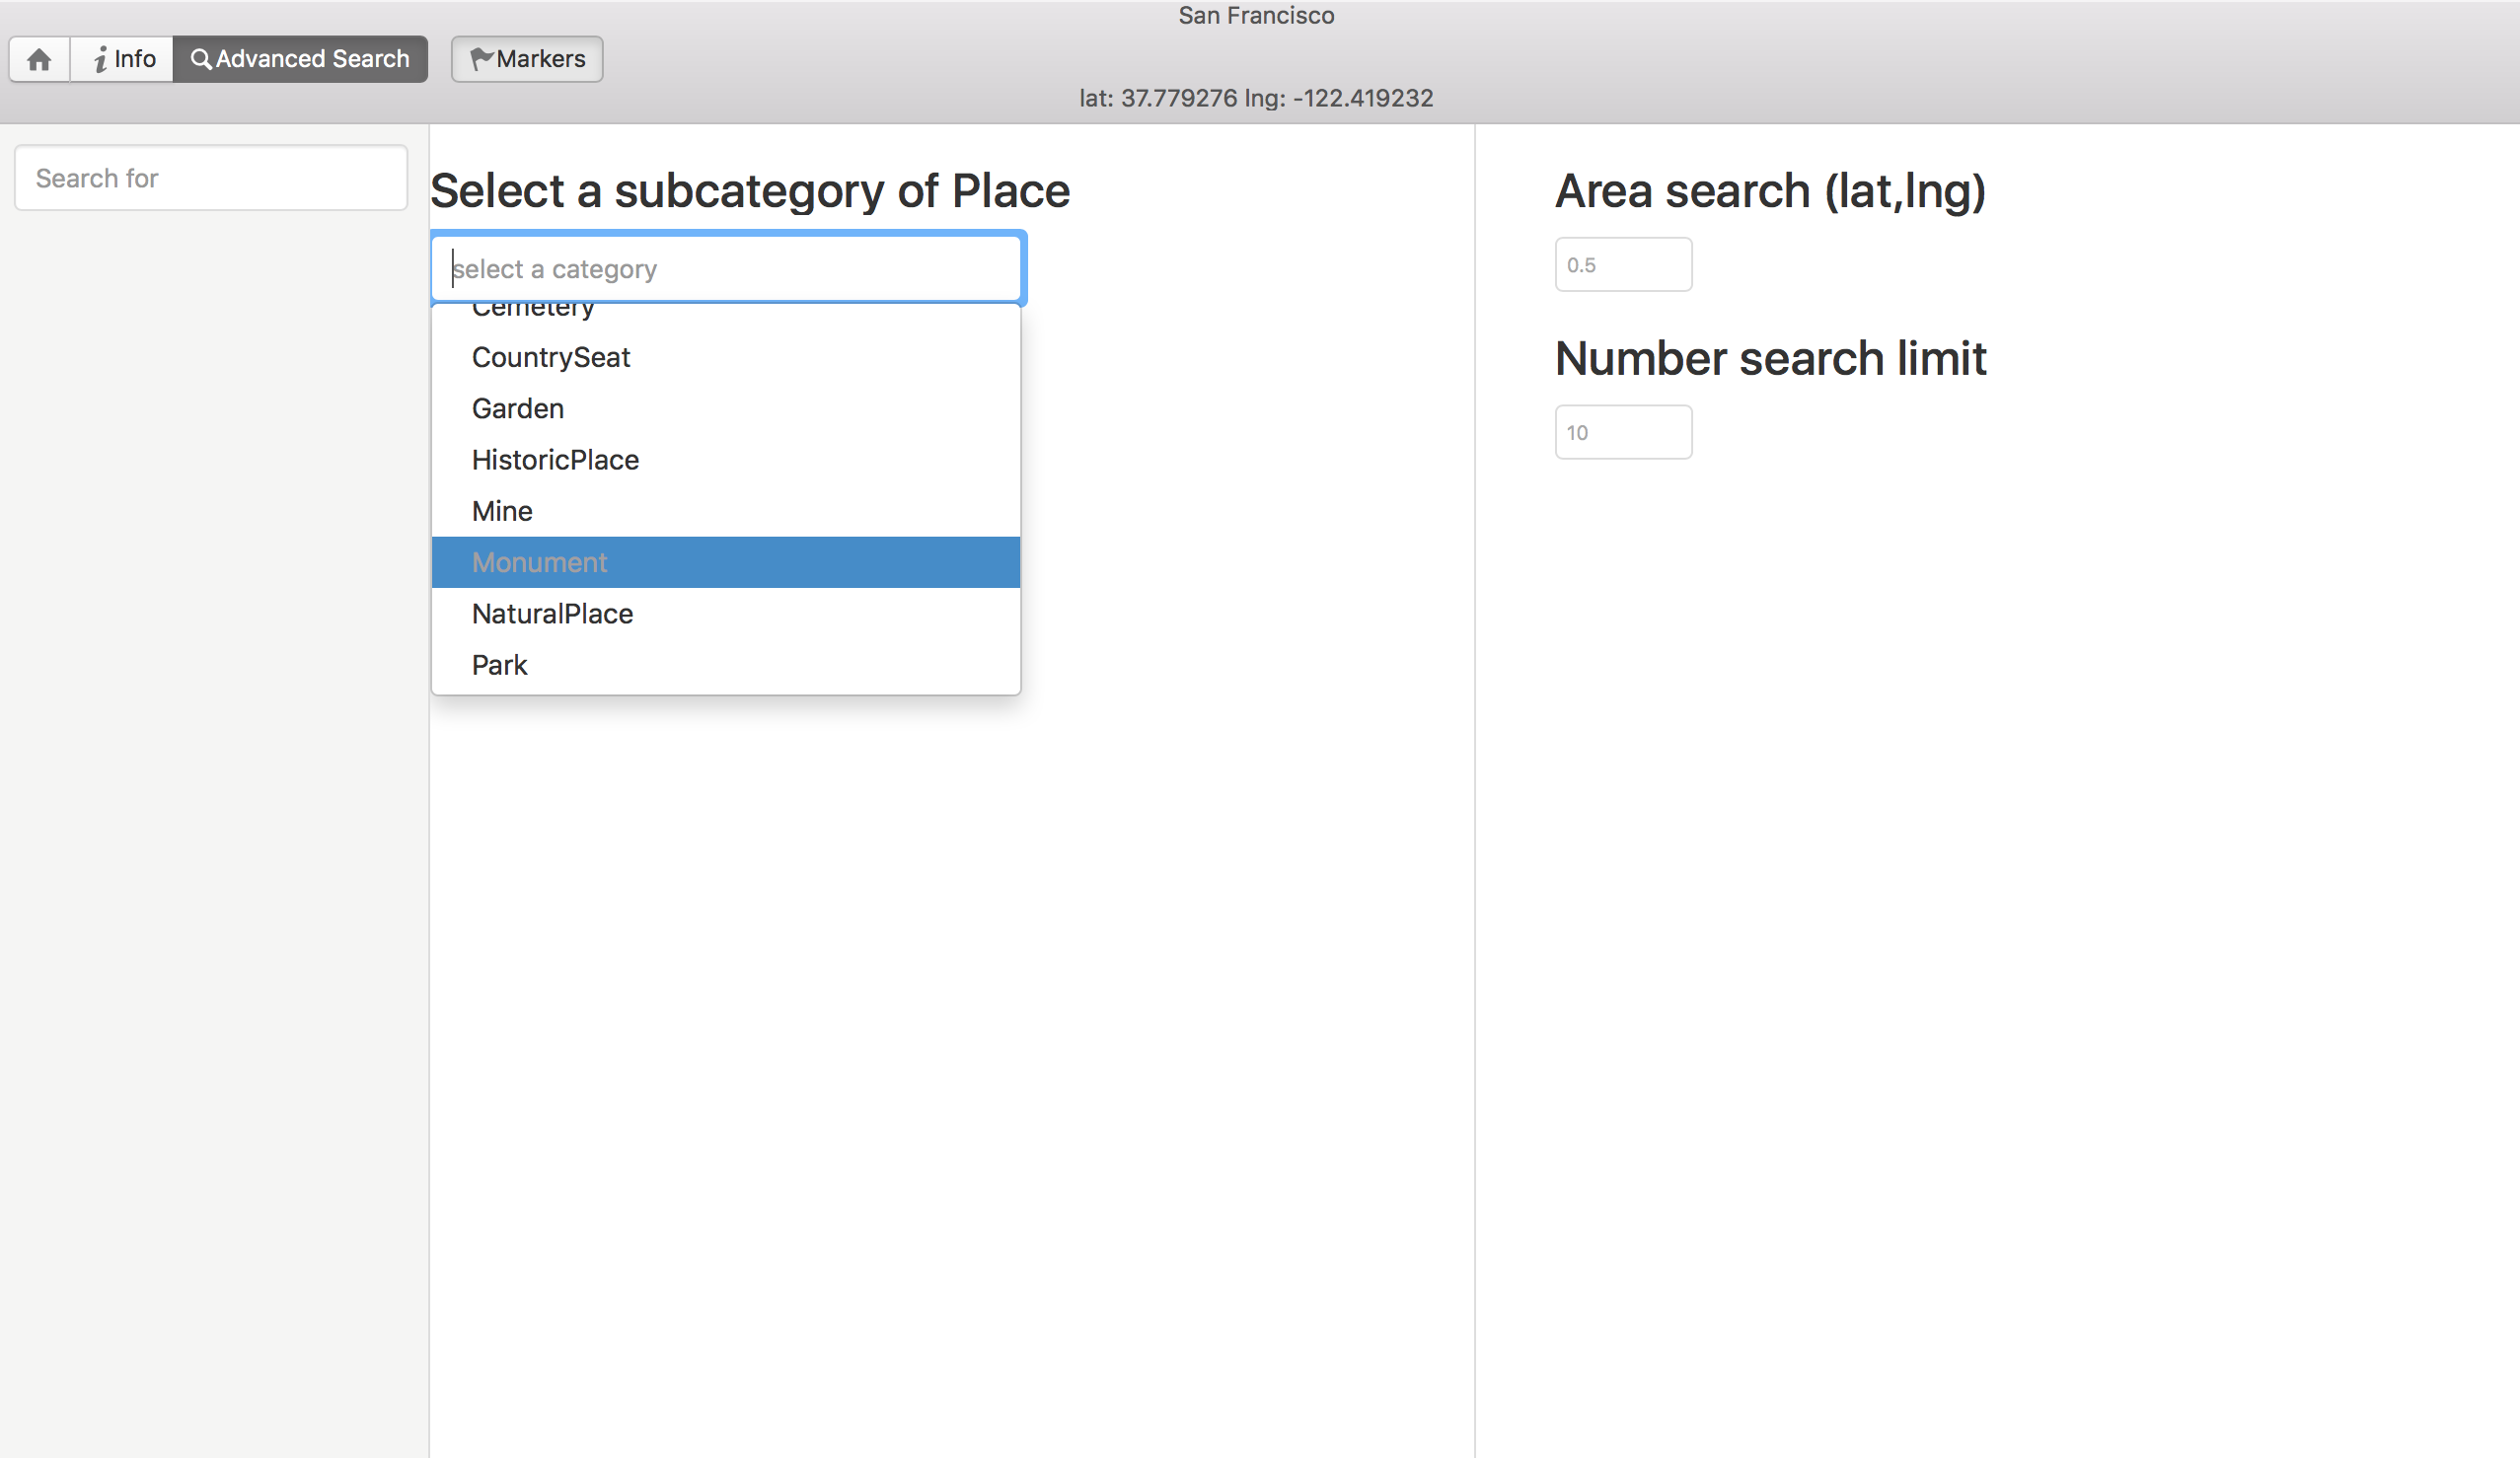 San Francisco
Info
Advanced Search
Markers
lat: 37.779276 lng: -122.419232
Search for
Select a subcategory of Place
select a category
Cemetery
CountrySeat
Garden
HistoricPlace
Mine
Monument
NaturalPlace
Park
Area search (lat,lng)
0.5
Number search limit
10